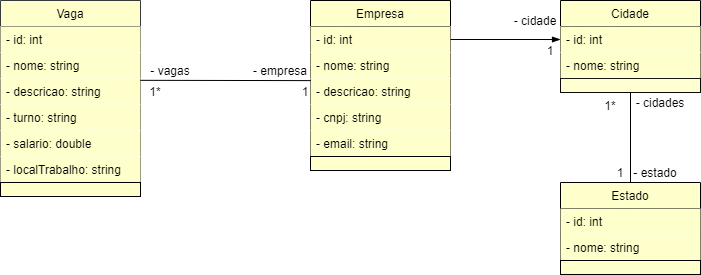 Vaga
- id: int
- nome: string
- descricao: string
- turno: string
- salario: double
- localTrabalho: string
- vagas
1*
- empresa
1
Empresa
- id: int
- nome: string
- descricao: string
- cnpj: string
- email: string
- cidade
1
Cidade
- id: int
- nome: string
1*
- cidades
1
- estado
Estado
- id: int
- nome: string